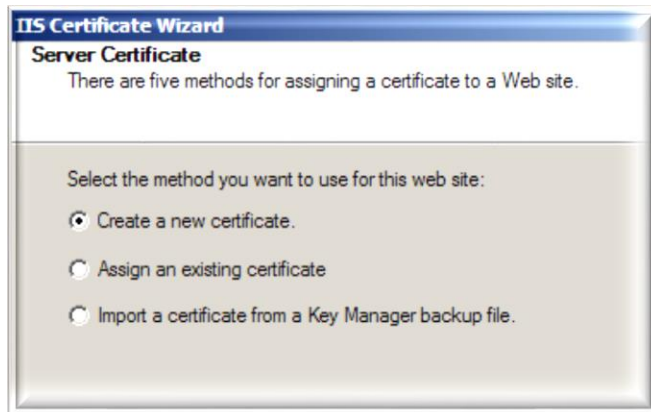 IIS Certificate Wizard
Server Certificate
There are five methods for assigning a certificate to a Web site.
Select the method you want to use for this web site:
Create a new certificate.
Assign an existing certificate
Import a certificate from a Key Manager backup file.